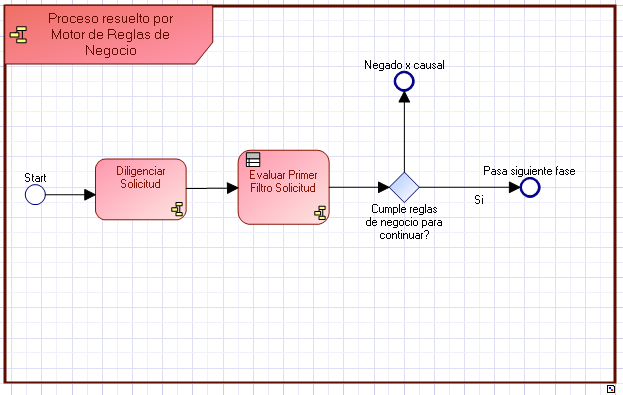 Proceso resuelto por
Motor de Reglas de
Negocio
Negado x causal
Start
Diligenciar
Solicitud
Evaluar Primer
Filtro Solicitud
Cumple reglas
de negocio para
continuar?
Si
Pasa siguiente fase